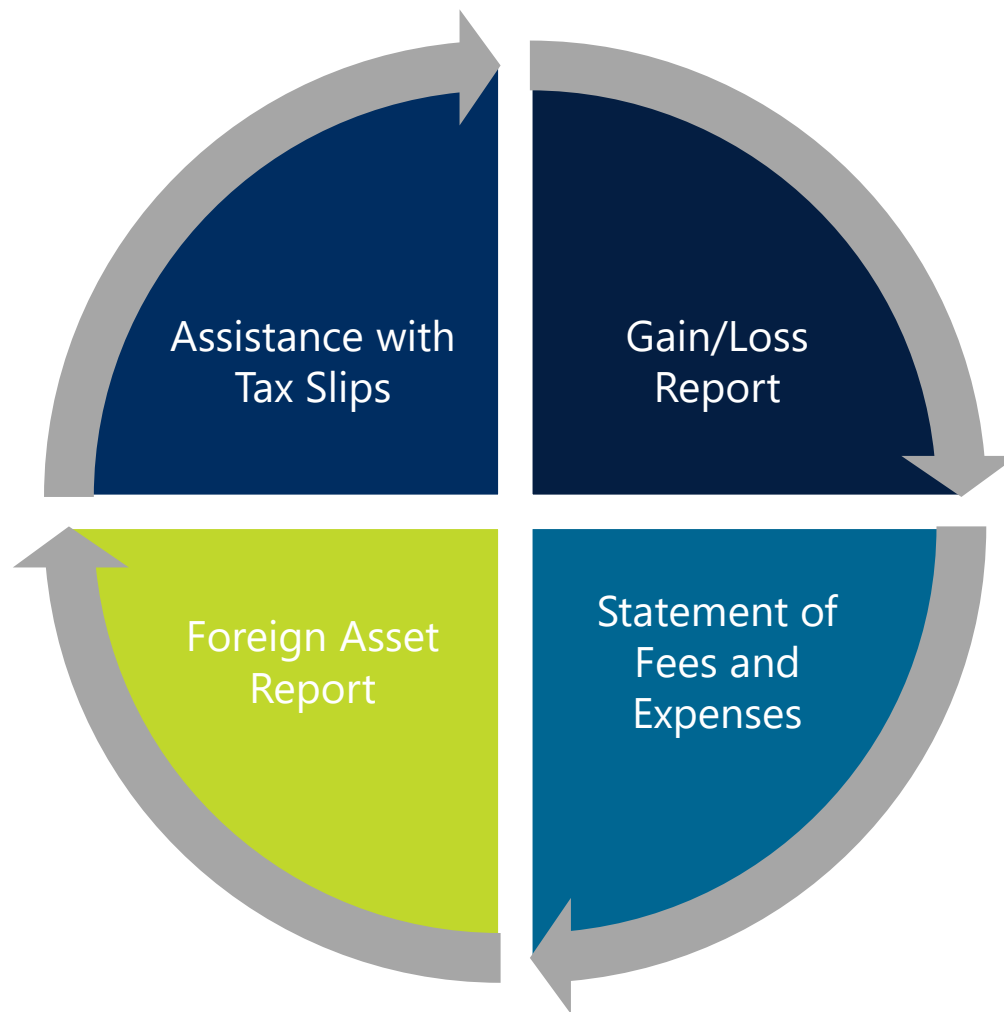 Assistance with
Tax Slips
Gain/Loss
Report
Foreign Asset
Report
Statement of
Fees and
Expenses